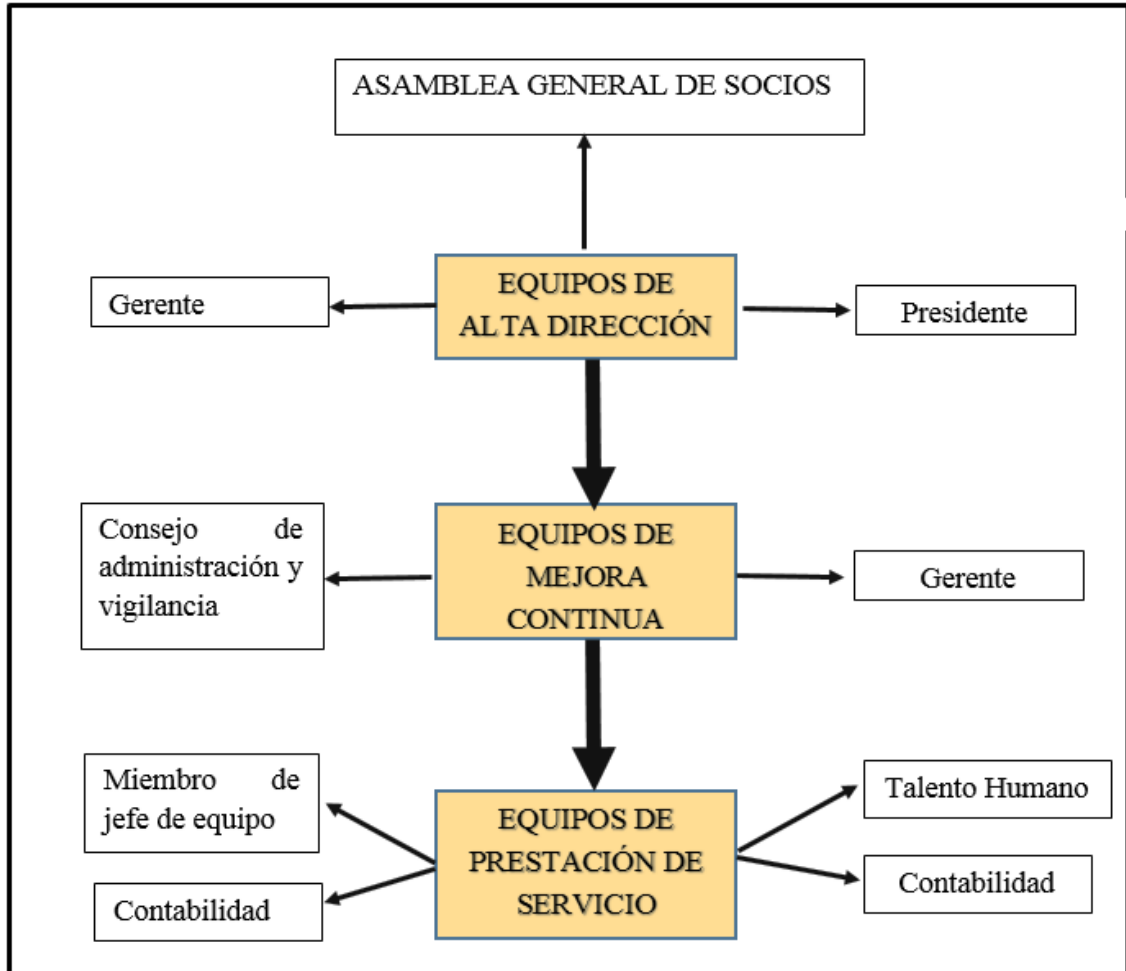 ASAMBLEA GENERAL DE SOCIOS
EQUIPOS DE
ALTA DIRECCIÓN
Gerente
Presidente
Consejo de
administración y
vigilancia
EQUIPOS DE
MEJORA
CONTINUA
Gerente
Miembro de
jefe de equipo
Contabilidad
EQUIPOS DE
PRESTACIÓN DE
SERVICIO
Talento Humano
Contabilidad